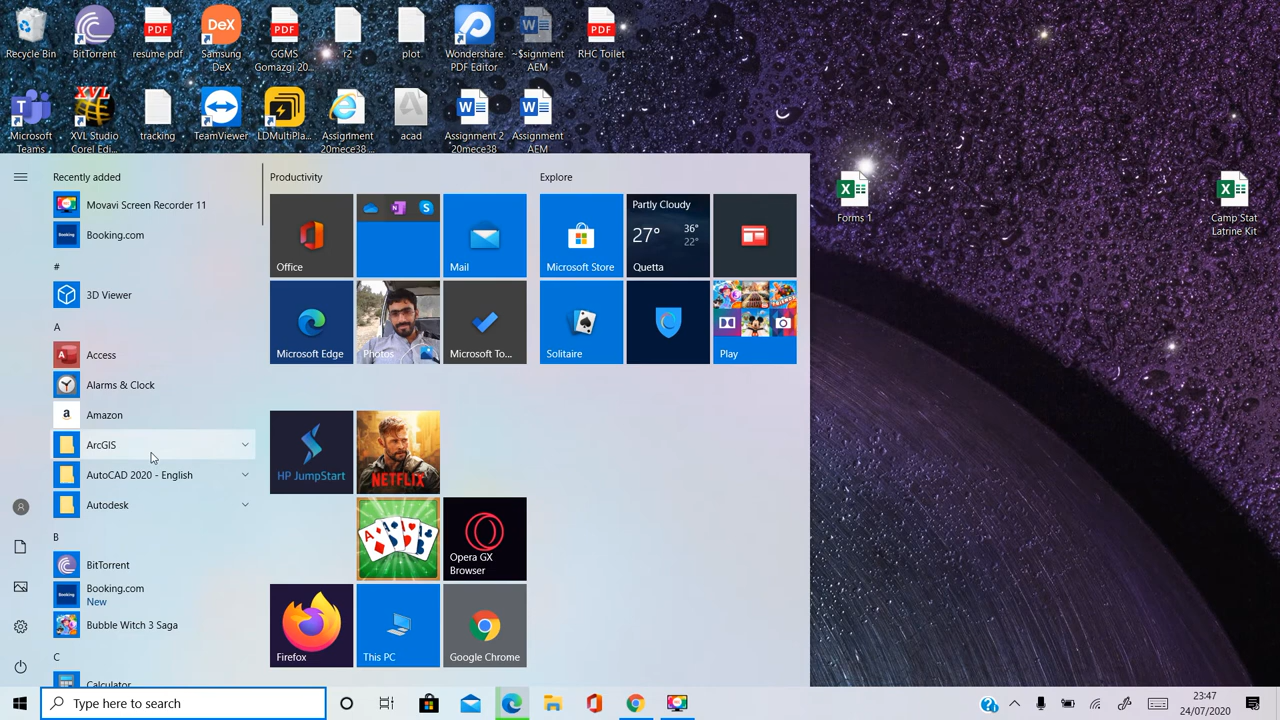 Recycle Bin
BitTorrent
resume pdf
Samsung
DeX
GGMS
Gomazgi 20...
r2
plot
Wondershare
PDF Editor
~$signment
AEM
RHC Toilet
Microsoft
Teams
XVL Studio
Corel Edi...
tracking
TeamViewer
LDMultiPla...
Assignment
20mece38 ...
acad
Assignment 2
20mece38
Assignment
AEM
Forms 1
Camp Stat
Latrine Kit
Recently added
Movavi Screen Recorder 11
Booking.com
#
3D Viewer
A
Access
Alarms & Clock
Amazon
ArcGIS
AutoCAD 2020 - English
Autodesk
B
BitTorrent
Booking.com
New
Bubble Witch 3 Saga
C
Calculator
Productivity
Office
Mail
Microsoft Edge
Photos
Microsoft To...
HP JumpStart
NETFLIX
Opera GX
Browser
Firefox
This PC
Google Chrome
Explore
Microsoft Store
Partly Cloudy
27°
36°
22°
Quetta
Solitaire
Play
Type here to search
23:47
24/07/2020